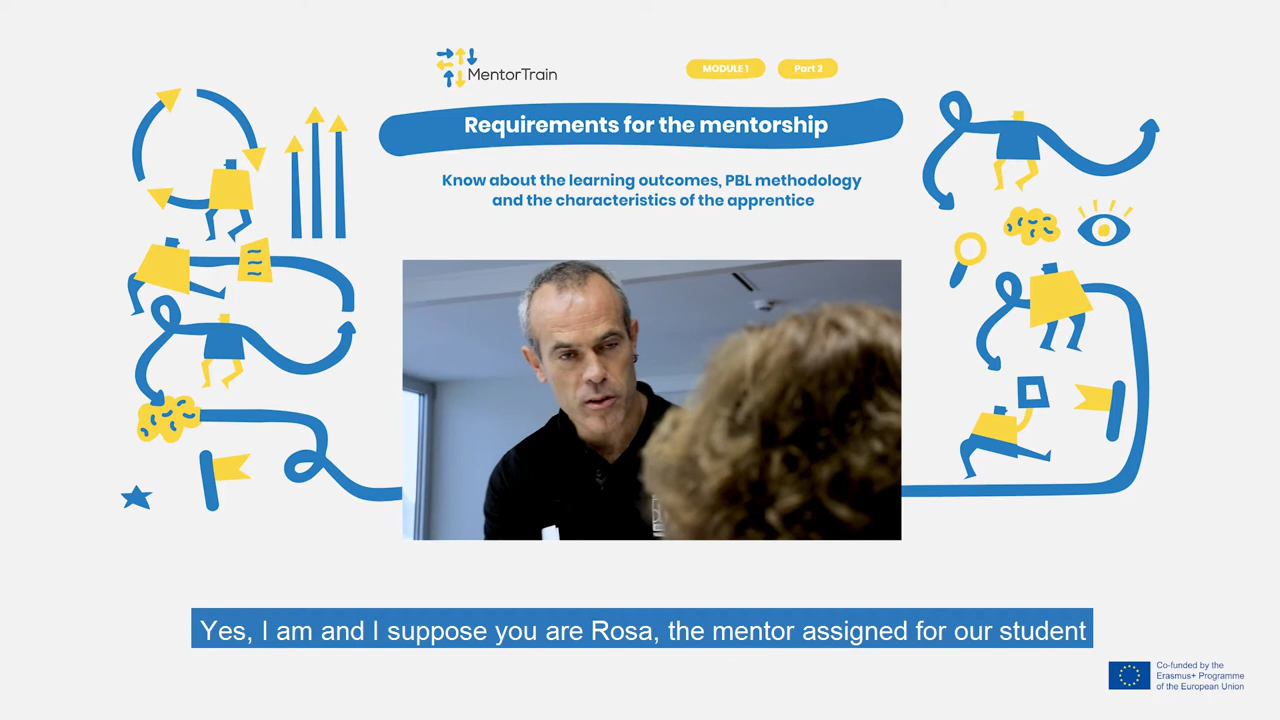 MentorTrain
MODULE 1
Part 2
Requirements for the mentorship
Know about the learning outcomes, PBL methodology
and the characteristics of the apprentice
Yes, I am and I suppose you are Rosa, the mentor assigned for our student
Co-funded by the
Erasmus+ Programme
of the European Union